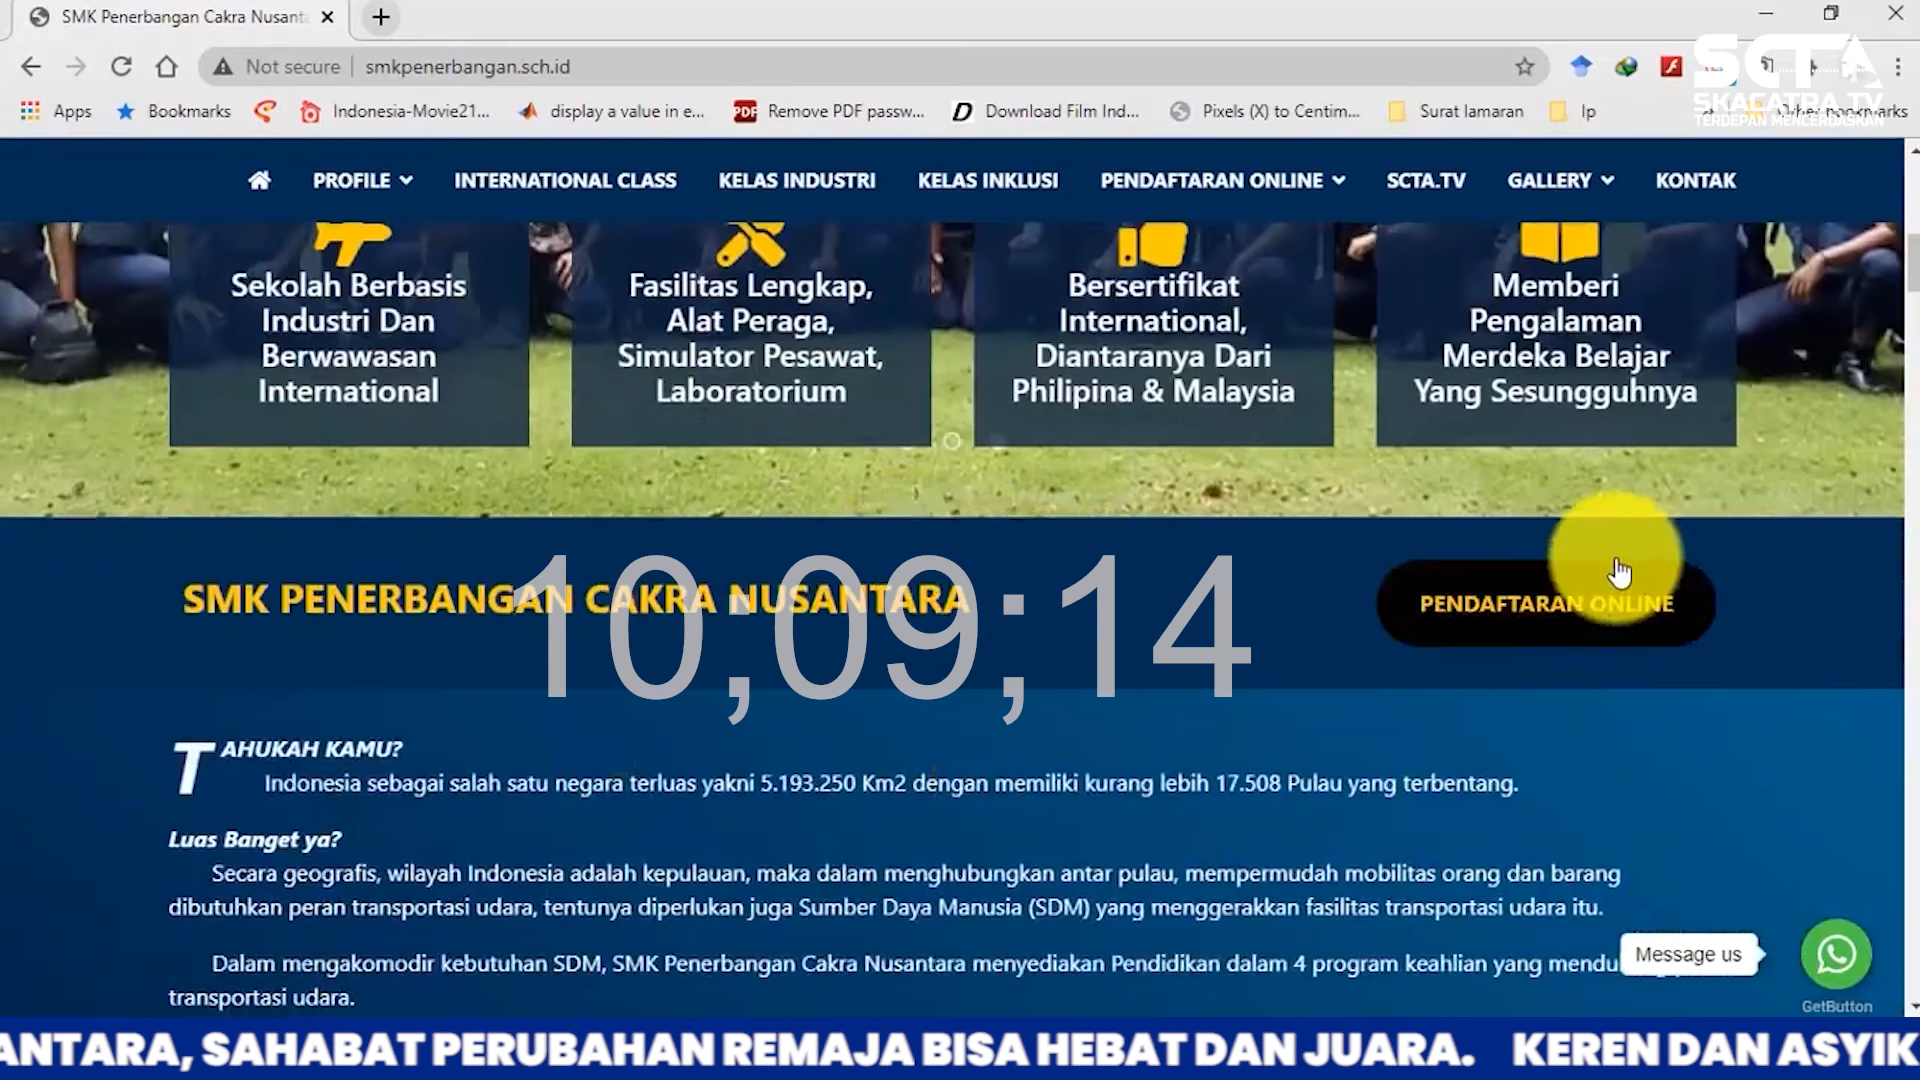 SMK Penerbangan Cakra Nusanta
Not secure | smkpenerbangan.sch.id
SCTA
SKACATRA TV
TERDEPAN MENCERDASKAN
Apps Bookmarks Indonesia-Movie21... display a value in e... Remove PDF passw... Download Film Ind... Pixels (X) to Centim... Surat lamaran lp Other bookmarks
PROFILE INTERNATIONAL CLASS KELAS INDUSTRI KELAS INKLUSI PENDAFTARAN ONLINE SCTA.TV GALLERY KONTAK
Sekolah Berbasis
Industri Dan
Berwawasan
International
Fasilitas Lengkap,
Alat Peraga,
Simulator Pesawat,
Laboratorium
Bersertifikat
International,
Diantaranya Dari
Philipina & Malaysia
Memberi
Pengalaman
Merdeka Belajar
Yang Sesungguhnya
SMK PENERBANGAN CAKRA NUSANTARA
10;09;14
PENDAFTARAN ONLINE
TAHUKAH KAMU?
Indonesia sebagai salah satu negara terluas yakni 5.193.250 Km2 dengan memiliki kurang lebih 17.508 Pulau yang terbentang.
Luas Banget ya?
Secara geografis, wilayah Indonesia adalah kepulauan, maka dalam menghubungkan antar pulau, mempermudah mobilitas orang dan barang
dibutuhkan peran transportasi udara, tentunya diperlukan juga Sumber Daya Manusia (SDM) yang menggerakkan fasilitas transportasi udara itu.
Dalam mengakomodir kebutuhan SDM, SMK Penerbangan Cakra Nusantara menyediakan Pendidikan dalam 4 program keahlian yang mendu
transportasi udara.
Message us
GetButton
ANTARA, SAHABAT PERUBAHAN REMAJA BISA HEBAT DAN JUARA. KEREN DAN ASYIK